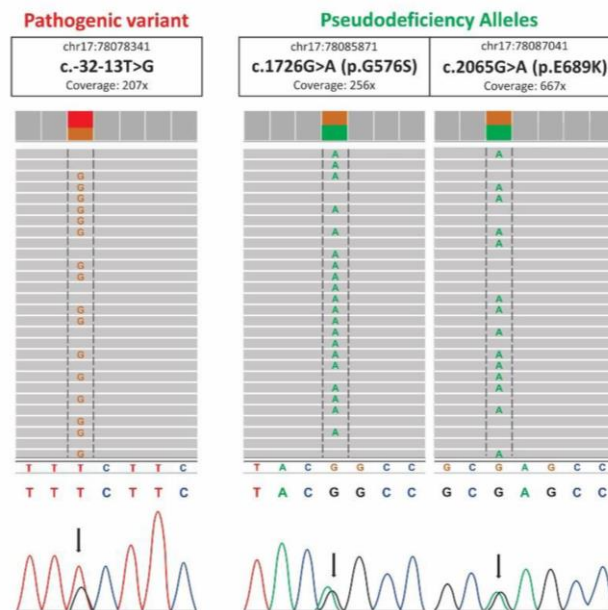 Pathogenic variant
Pseudodeficiency Alleles
chr17:78078341
c.-32-13T>G
Coverage: 207x
chr17:78085871
c.1726G>A (p.G576S)
Coverage: 256x
chr17:78087041
c.2065G>A (p.E689K)
Coverage: 667x
A A
A
G A
G A
G A
G A
G
G A A
A
A
G A
G A
A
A A
G A A
G A
A A
A
G A A
A A
G A
A A
G A
A
G
G A
G A
T T T C T T C
T T T C T T C
T A C G G C C
T A C G G C C
G C G A G C C
G C G A G C C